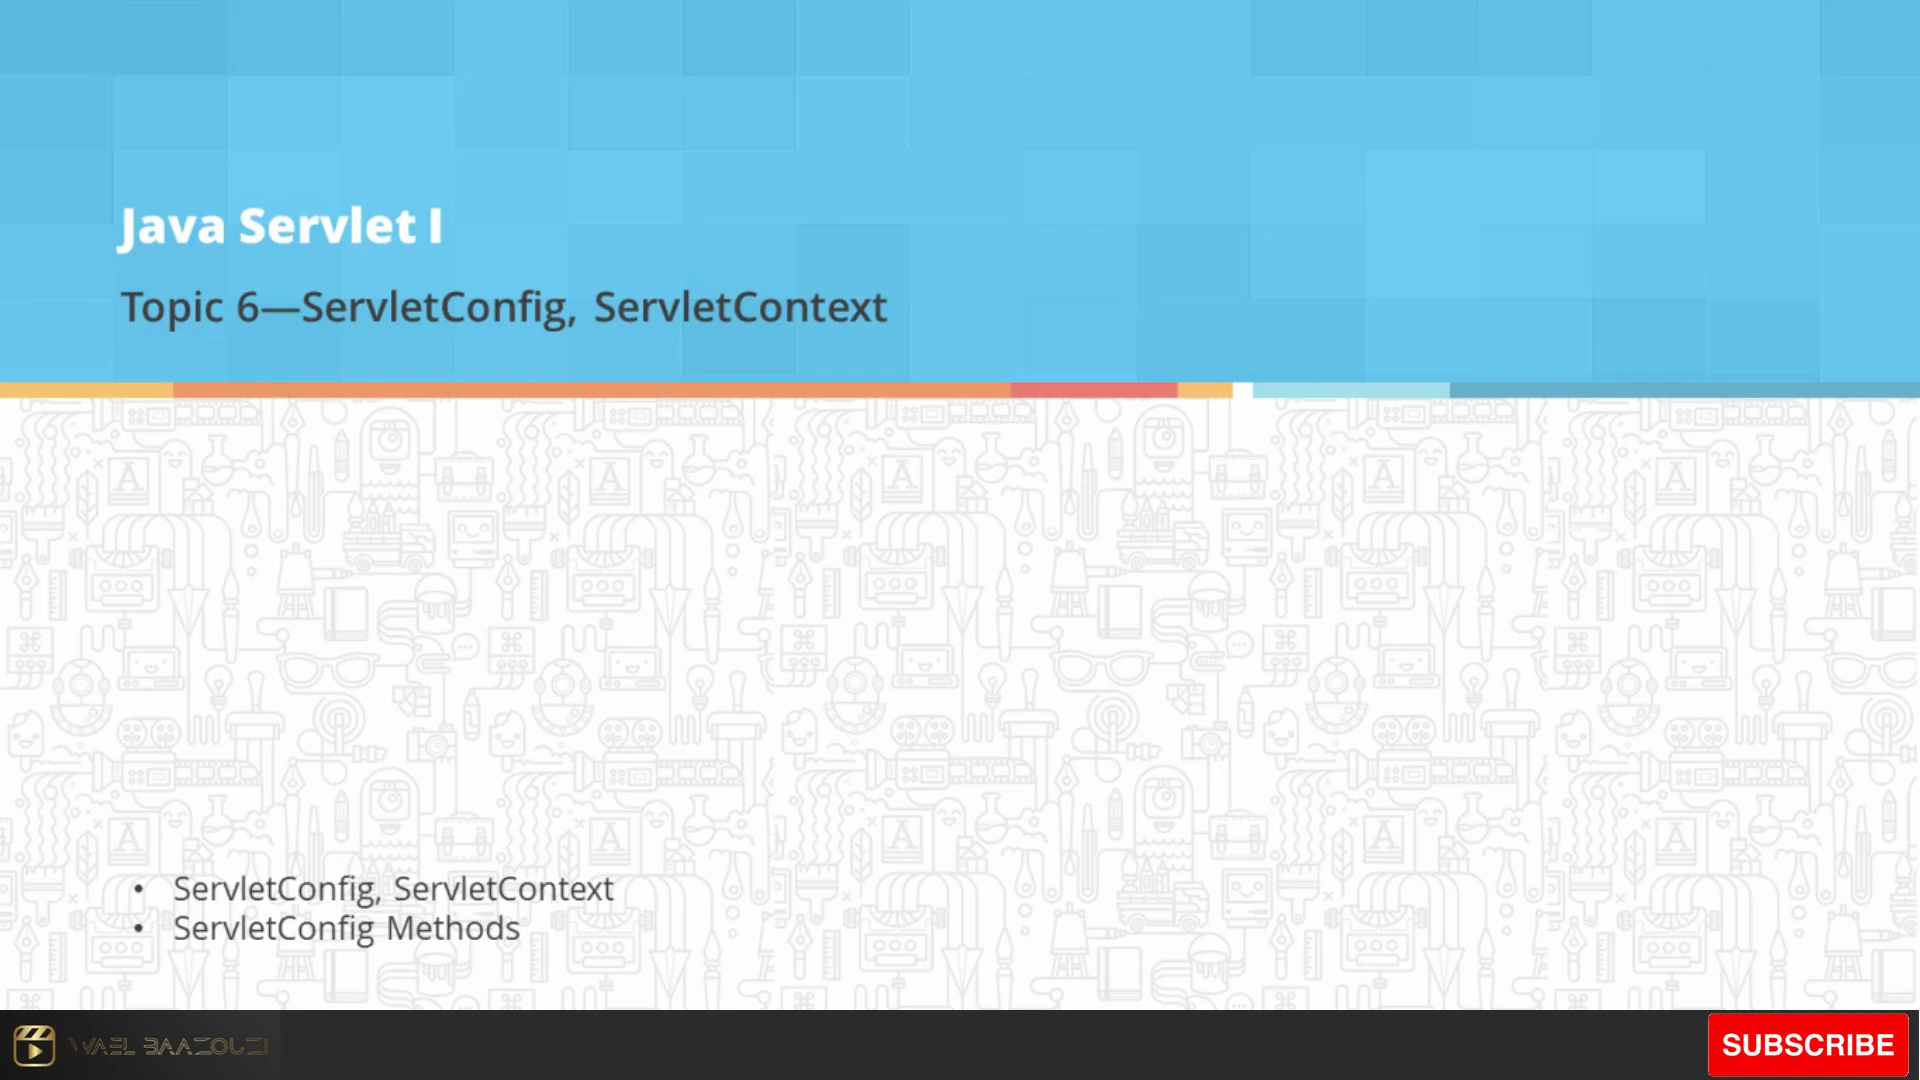 Java Servlet I
Topic 6—ServletConfig, ServletContext
• ServletConfig, ServletContext
• ServletConfig Methods
WAEL BAAZOUZI
SUBSCRIBE